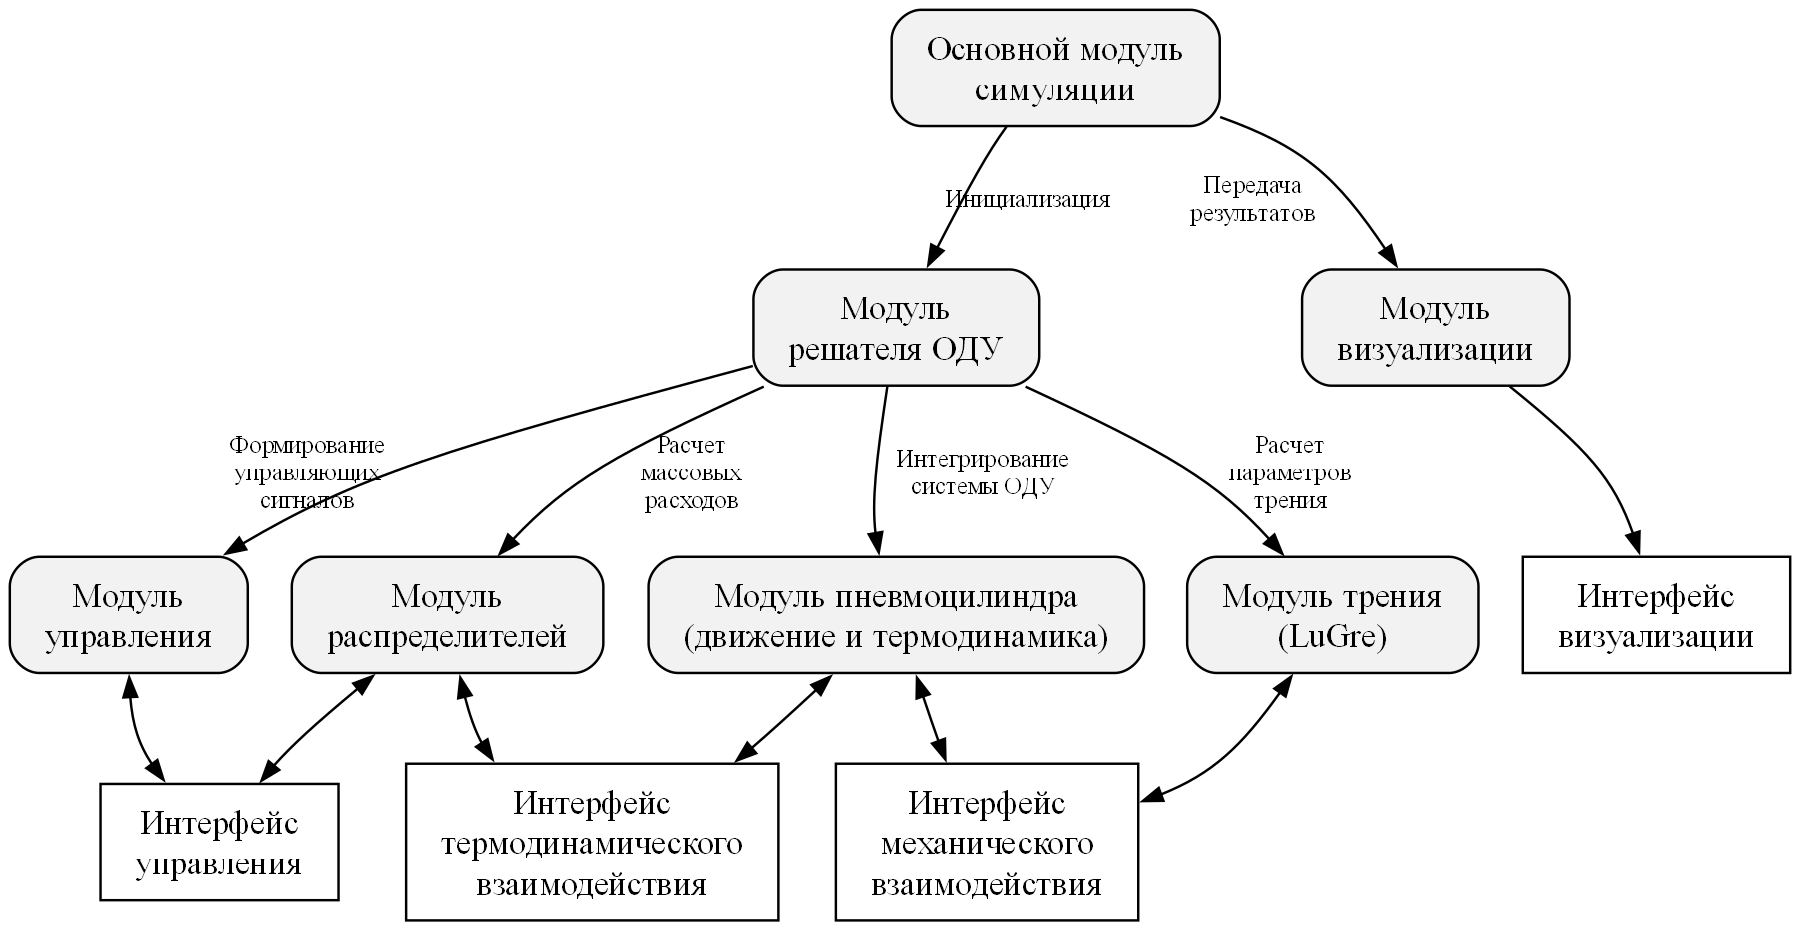 Основной модуль
симуляции
Инициализация
Передача
результатов
Модуль
решателя ОДУ
Модуль
визуализации
Формирование
управляющих
сигналов
Расчет
массовых
расходов
Интегрирование
системы ОДУ
Расчет
параметров
трения
Модуль
управления
Модуль
распределителей
Модуль пневмоцилиндра
(движение и термодинамика)
Модуль трения
(LuGre)
Интерфейс
визуализации
Интерфейс
управления
Интерфейс
термодинамического
взаимодействия
Интерфейс
механического
взаимодействия